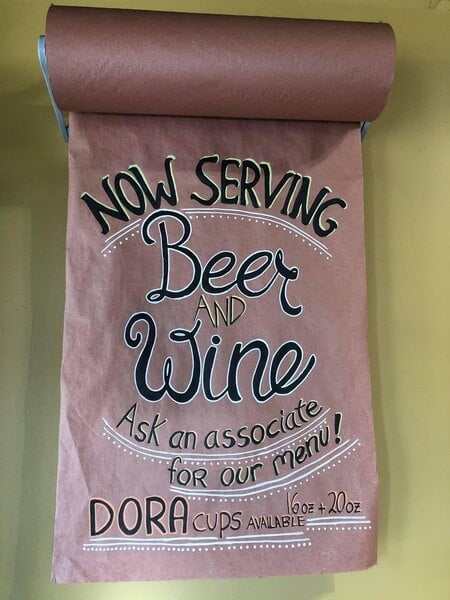 NOW SERVING
Beer
AND
Wine
Ask an associate
for our menu!
DORA CUPS AVAILABLE 16oz + 20oz